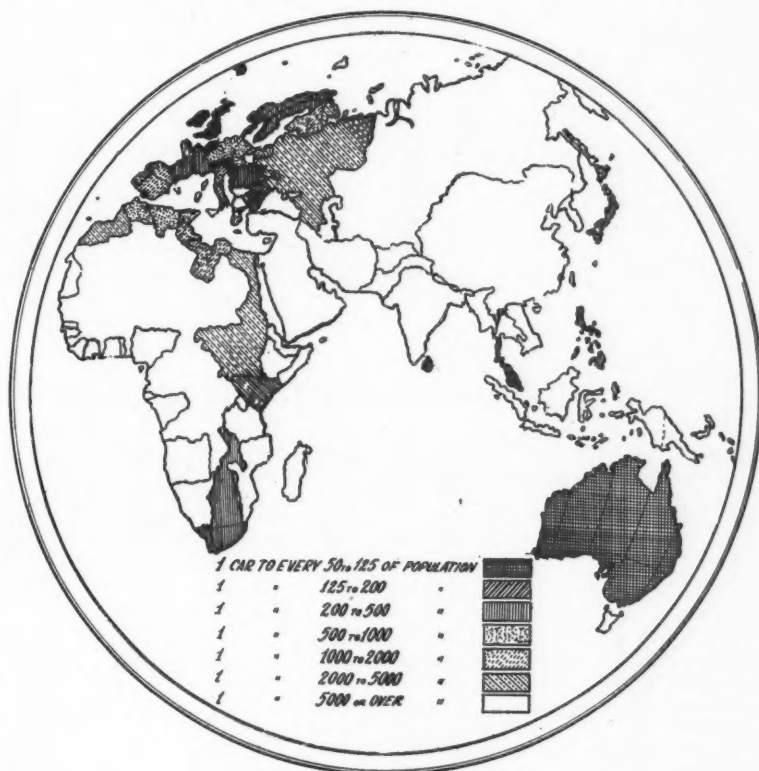 1 CAR TO EVERY 50 TO 125 OF POPULATION
1 " 125 TO 200 "
1 " 200 TO 500 "
1 " 500 TO 1000 "
1 " 1000 TO 2000 "
1 " 2000 TO 5000 "
1 " 5000 OR OVER "